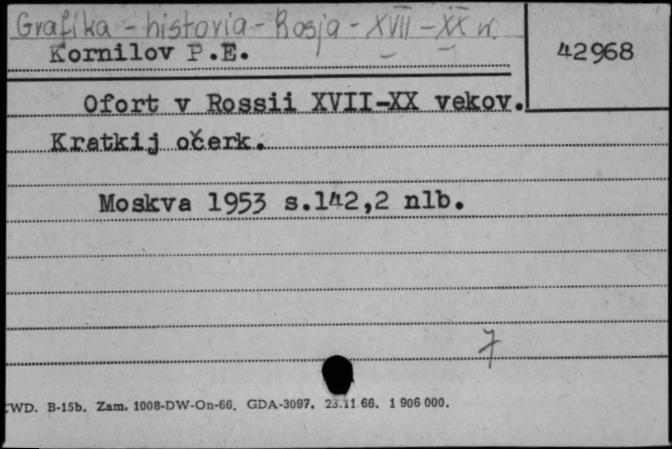 Grafika - historia - Rosja - XVII - XX w.
Kornilov P.E.
42968
Ofort v Rossii XVII-XX vekov.
Kratkij očerk.
Moskva 1953 s.142,2 nlb.
7
WD. B-15b. Zam. 1008-DW-On-66. GDA-3097. 23.11.66. 1 906 000.